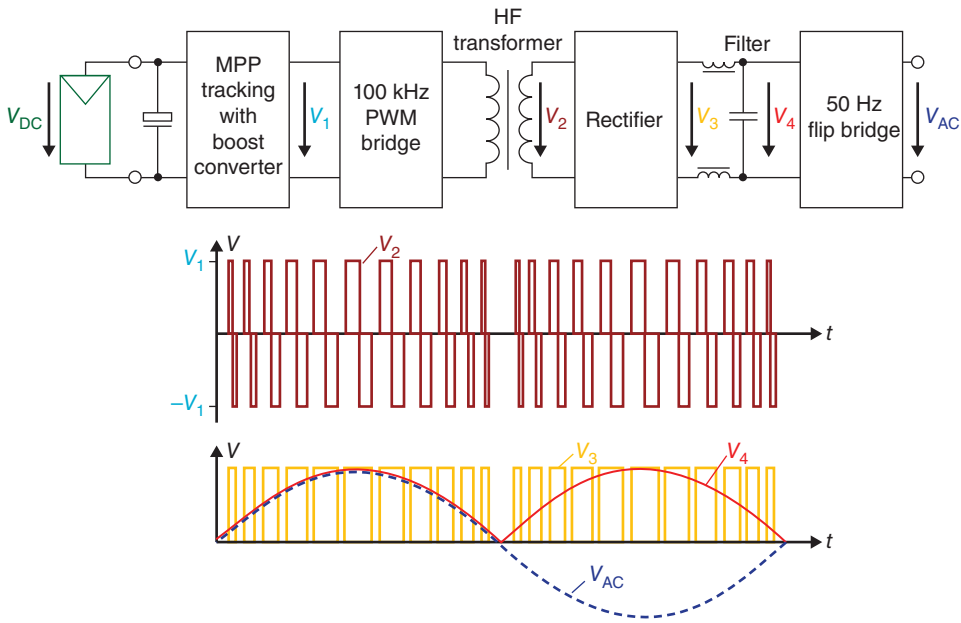 HF
transformer
Filter
V_DC
MPP
tracking
with
boost
converter
V_1
100 kHz
PWM
bridge
V_2
Rectifier
V_3
V_4
50 Hz
flip bridge
V_AC
V
V_1
V_2
t
–V_1
V
V_3
V_4
t
V_AC